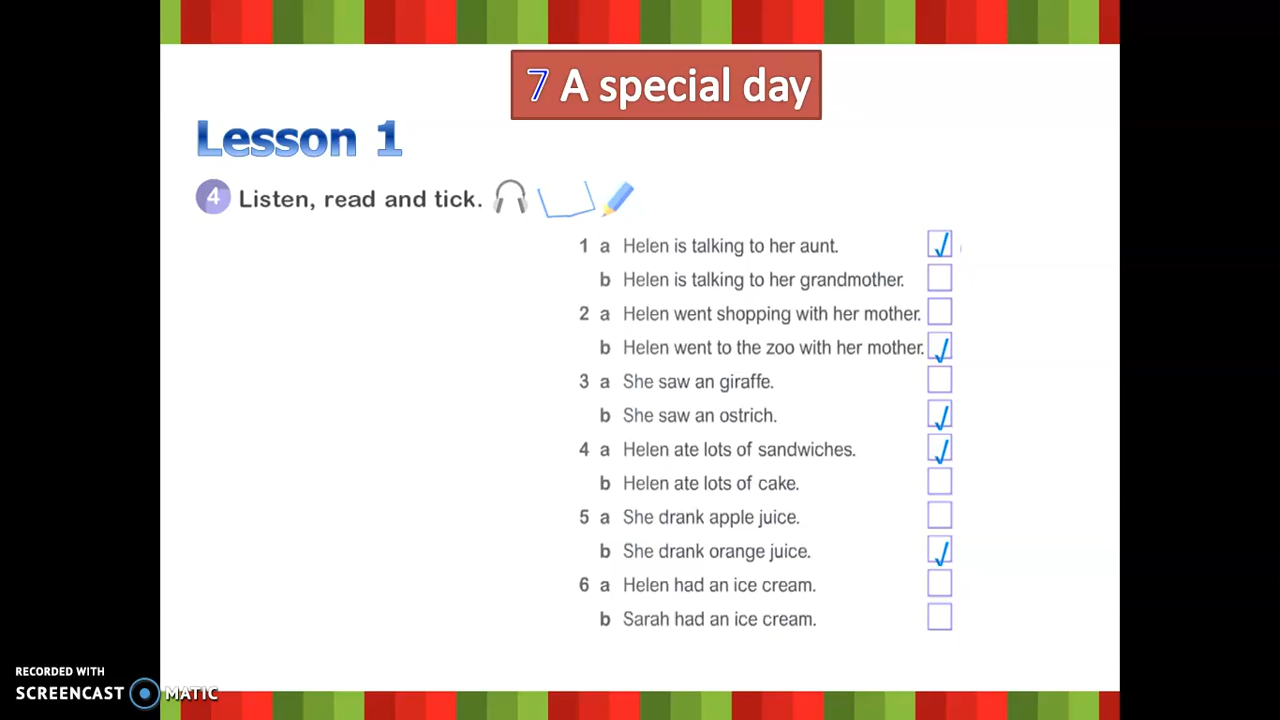 7 A special day
Lesson 1
4 Listen, read and tick.
1 a Helen is talking to her aunt.
b Helen is talking to her grandmother.
2 a Helen went shopping with her mother.
b Helen went to the zoo with her mother.
3 a She saw an giraffe.
b She saw an ostrich.
4 a Helen ate lots of sandwiches.
b Helen ate lots of cake.
5 a She drank apple juice.
b She drank orange juice.
6 a Helen had an ice cream.
b Sarah had an ice cream.
RECORDED WITH
SCREENCAST MATIC